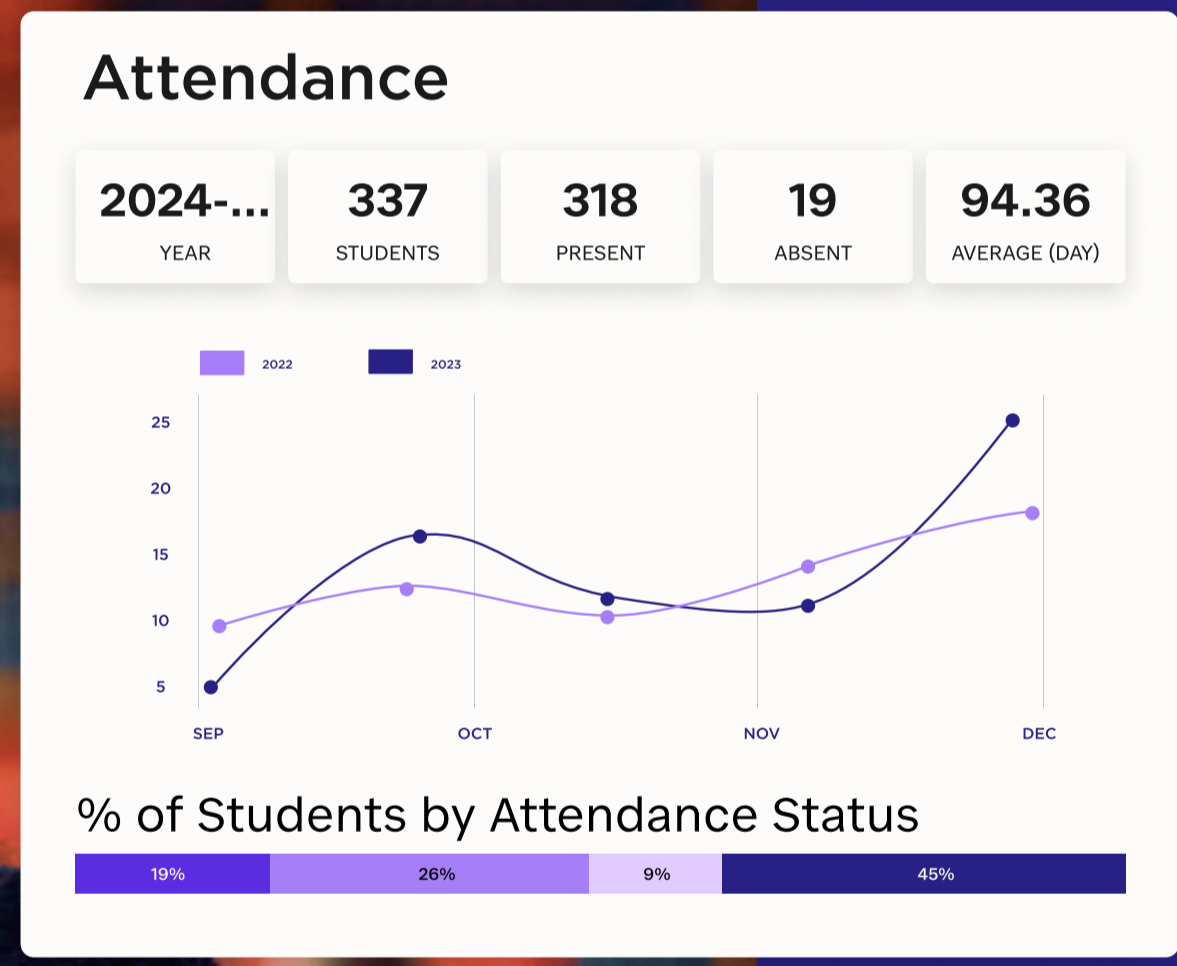 Attendance
2024-... 337 318 19 94.36
YEAR STUDENTS PRESENT ABSENT AVERAGE (DAY)
2022 2023
25
20
15
10
5
SEP OCT NOV DEC
% of Students by Attendance Status
19% 26% 9% 45%